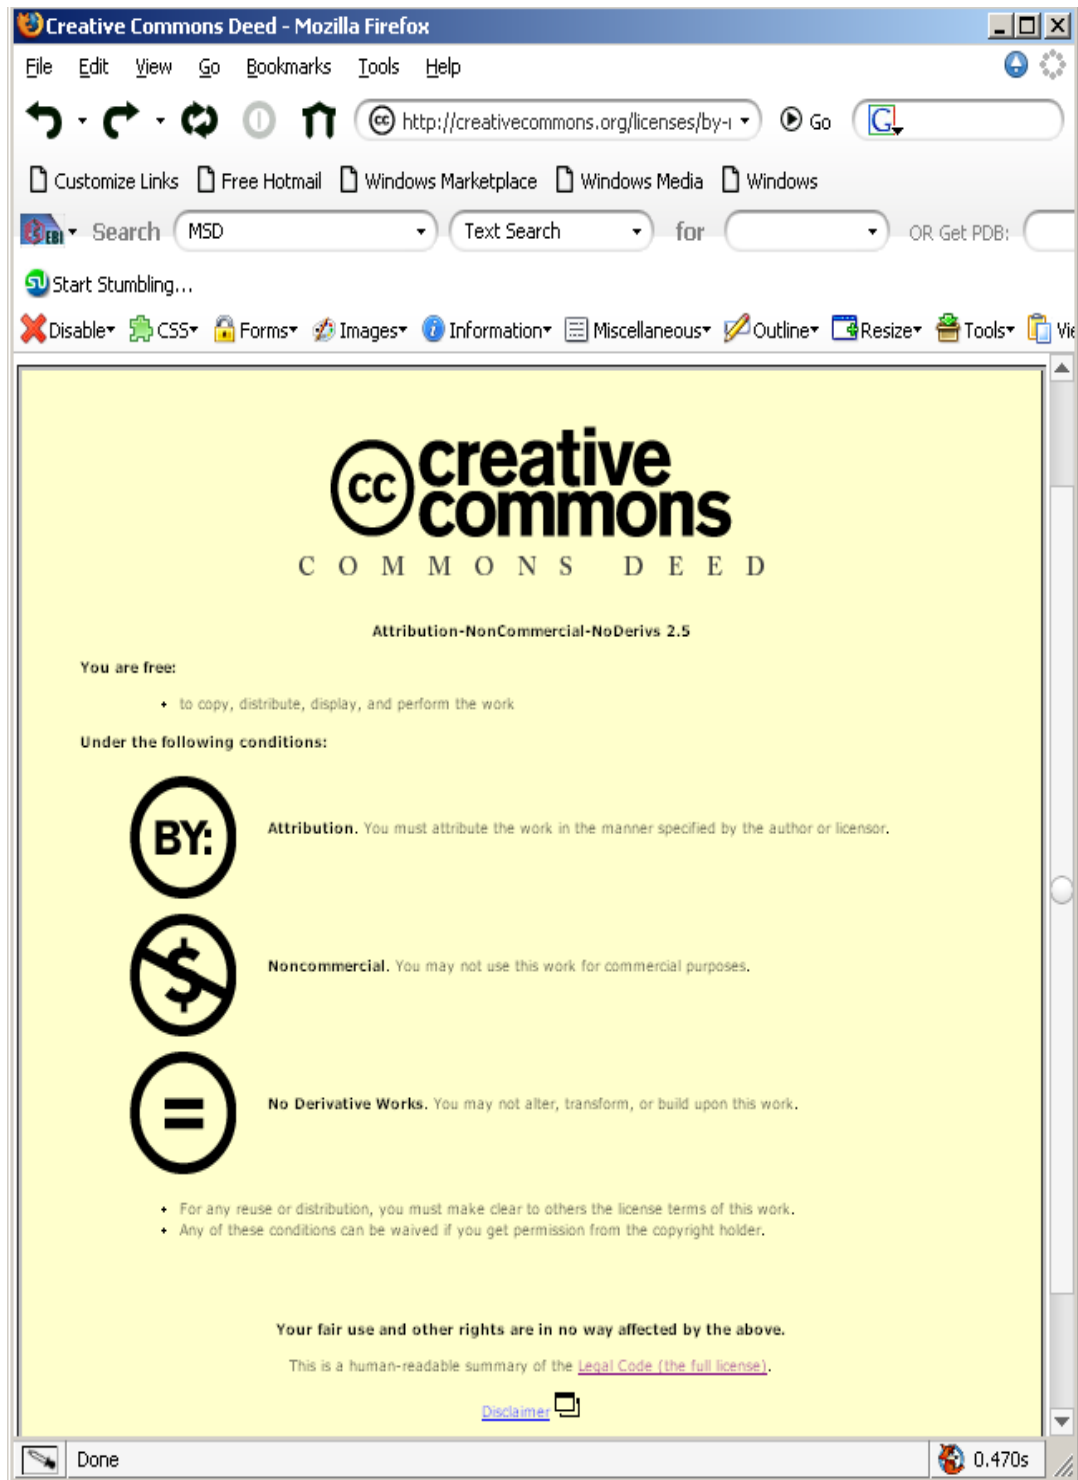 Creative Commons Deed - Mozilla Firefox
File Edit View Go Bookmarks Tools Help
http://creativecommons.org/licenses/by-n Go G
Customize Links Free Hotmail Windows Marketplace Windows Media Windows
EBI Search MSD Text Search for OR Get PDB:
SU Start Stumbling...
Disable CSS Forms Images Information Miscellaneous Outline Resize Tools Vie
cc creative commons
COMMONS DEED
Attribution-NonCommercial-NoDerivs 2.5
You are free:
• to copy, distribute, display, and perform the work
Under the following conditions:
BY: Attribution. You must attribute the work in the manner specified by the author or licensor.
$ Noncommercial. You may not use this work for commercial purposes.
= No Derivative Works. You may not alter, transform, or build upon this work.
• For any reuse or distribution, you must make clear to others the license terms of this work.
• Any of these conditions can be waived if you get permission from the copyright holder.
Your fair use and other rights are in no way affected by the above.
This is a human-readable summary of the Legal Code (the full license).
Disclaimer
Done 0.470s